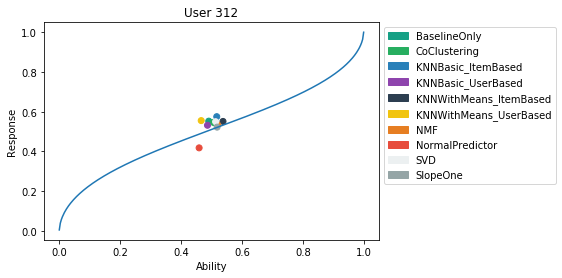 User 312
1.0
0.8
0.6
0.4
0.2
0.0
Response
0.0 0.2 0.4 0.6 0.8 1.0
Ability
BaselineOnly
CoClustering
KNNBasic_ItemBased
KNNBasic_UserBased
KNNWithMeans_ItemBased
KNNWithMeans_UserBased
NMF
NormalPredictor
SVD
SlopeOne